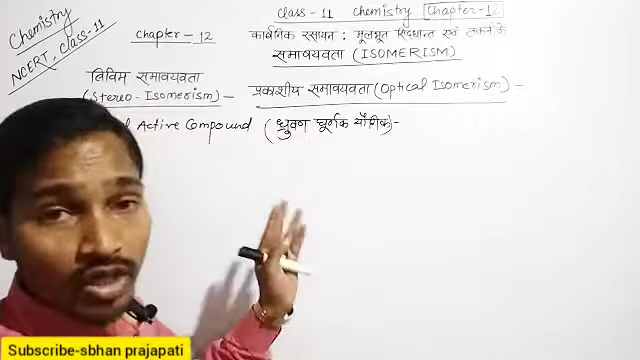 Chemistry
NCERT, Class-11
Class - 11 Chemistry Chapter-12
Chapter - 12
कार्बनिक रसायन : मूलभूत सिद्धान्त एवं तकनीके
समावयवता (ISOMERISM)
त्रिविम समावयवता
(Stereo - Isomerism) -
प्रकाशीय समावयवता (Optical Isomerism) -
Active Compound (ध्रुवण घूर्णक यौगिक) -
Subscribe-sbhan prajapati